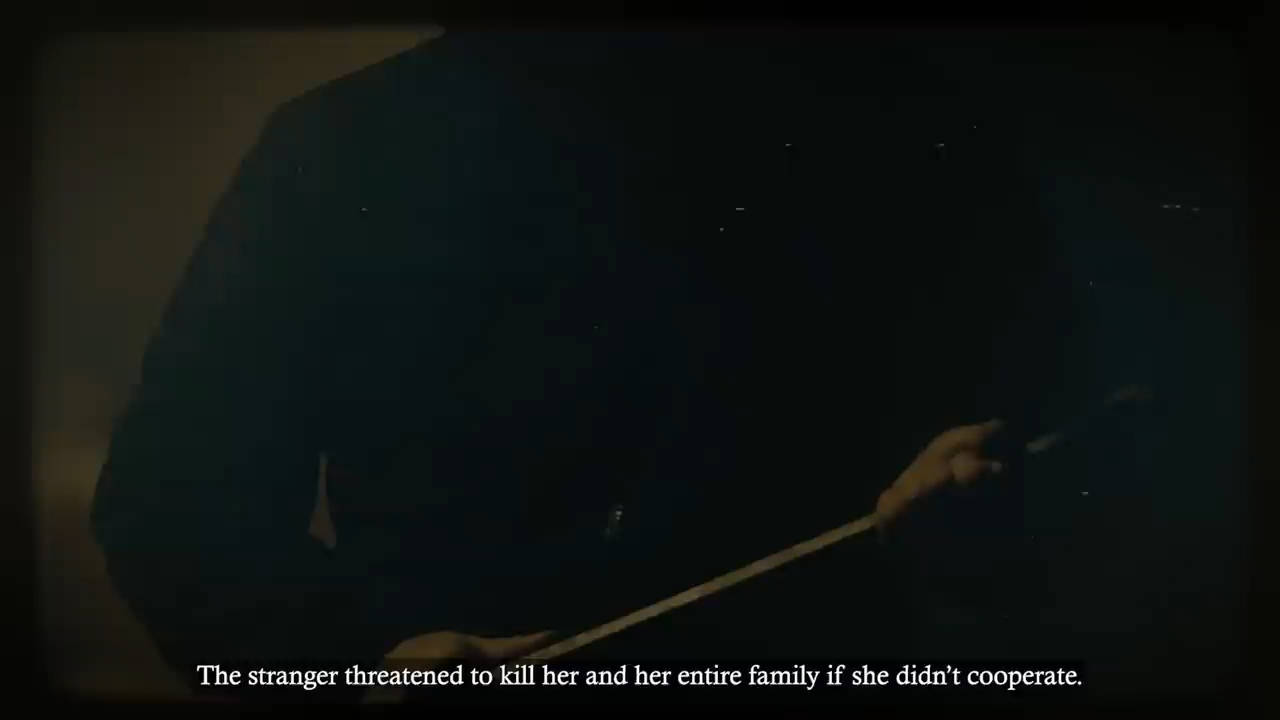 The stranger threatened to kill her and her entire family if she didn’t cooperate.